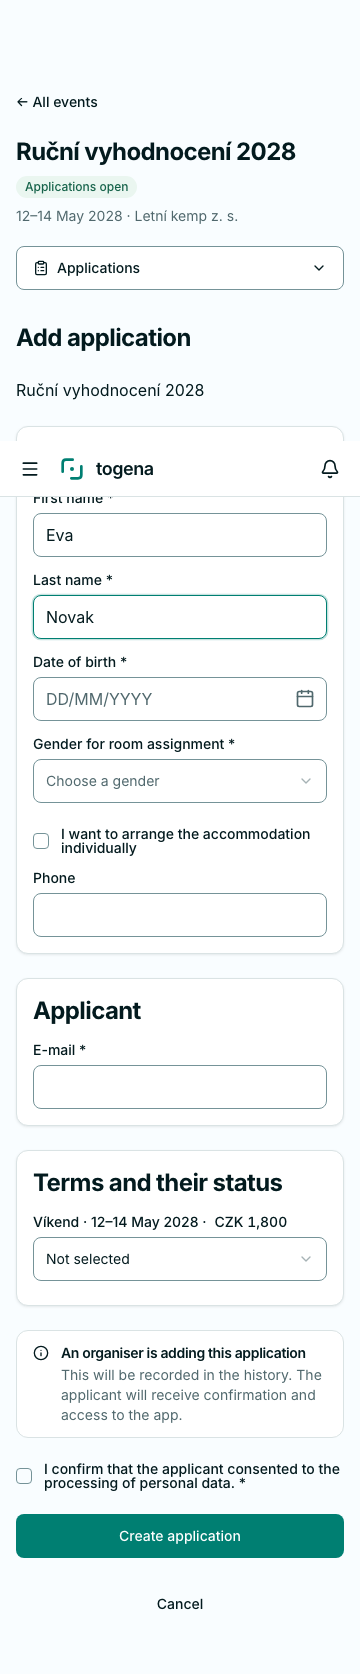 ← All events
Ruční vyhodnocení 2028
Applications open
12–14 May 2028 · Letní kemp z. s.
Applications
Add application
Ruční vyhodnocení 2028
togena
First name *
Eva
Last name *
Novak
Date of birth *
DD/MM/YYYY
Gender for room assignment *
Choose a gender
I want to arrange the accommodation
individually
Phone
Applicant
E-mail *
Terms and their status
Víkend · 12–14 May 2028 · CZK 1,800
Not selected
An organiser is adding this application
This will be recorded in the history. The
applicant will receive confirmation and
access to the app.
I confirm that the applicant consented to the
processing of personal data. *
Create application
Cancel